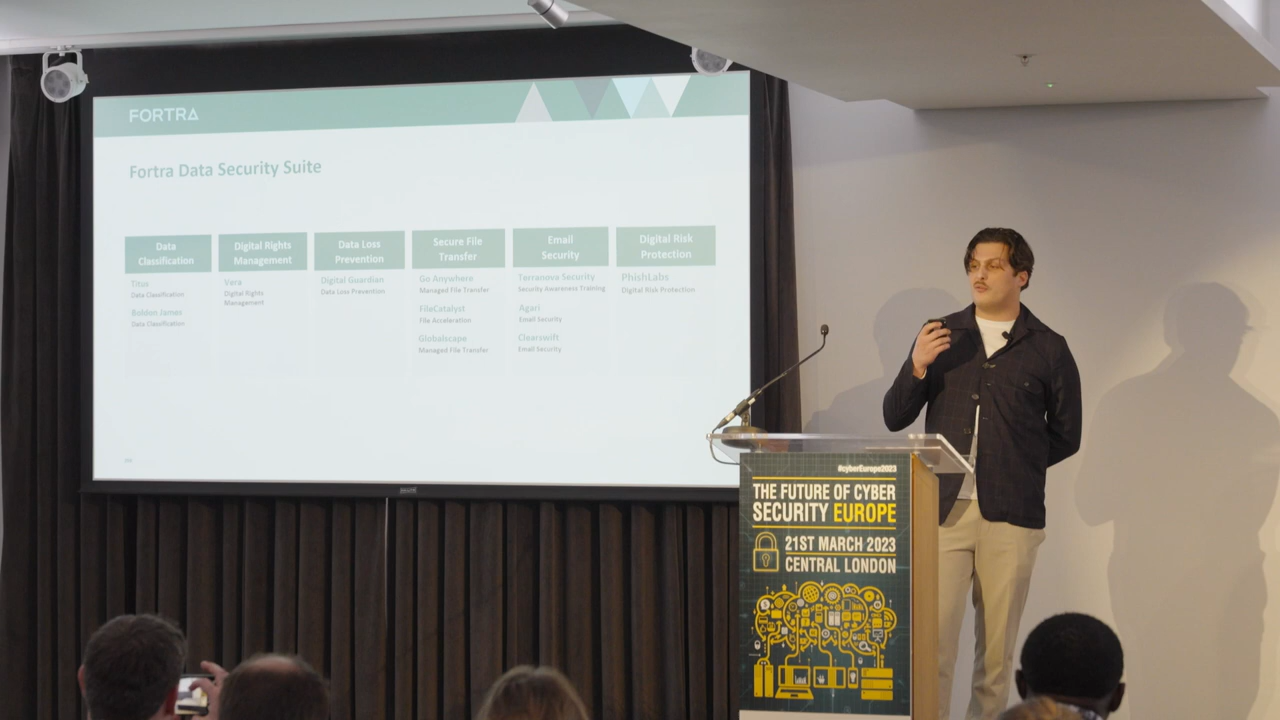 FORTRA
Fortra Data Security Suite
Data
Classification
Titus
Data Classification
Boldon James
Data Classification
Digital Rights
Management
Vera
Digital Rights
Management
Data Loss
Prevention
Digital Guardian
Data Loss Prevention
Secure File
Transfer
Go Anywhere
Managed File Transfer
FileCatalyst
File Acceleration
Globalscape
Managed File Transfer
Email
Security
Terranova Security
Security Awareness Training
Agari
Email Security
Clearswift
Email Security
Digital Risk
Protection
PhishLabs
Digital Risk Protection
#cyberEurope2023
THE FUTURE OF CYBER
SECURITY EUROPE
21ST MARCH 2023
CENTRAL LONDON